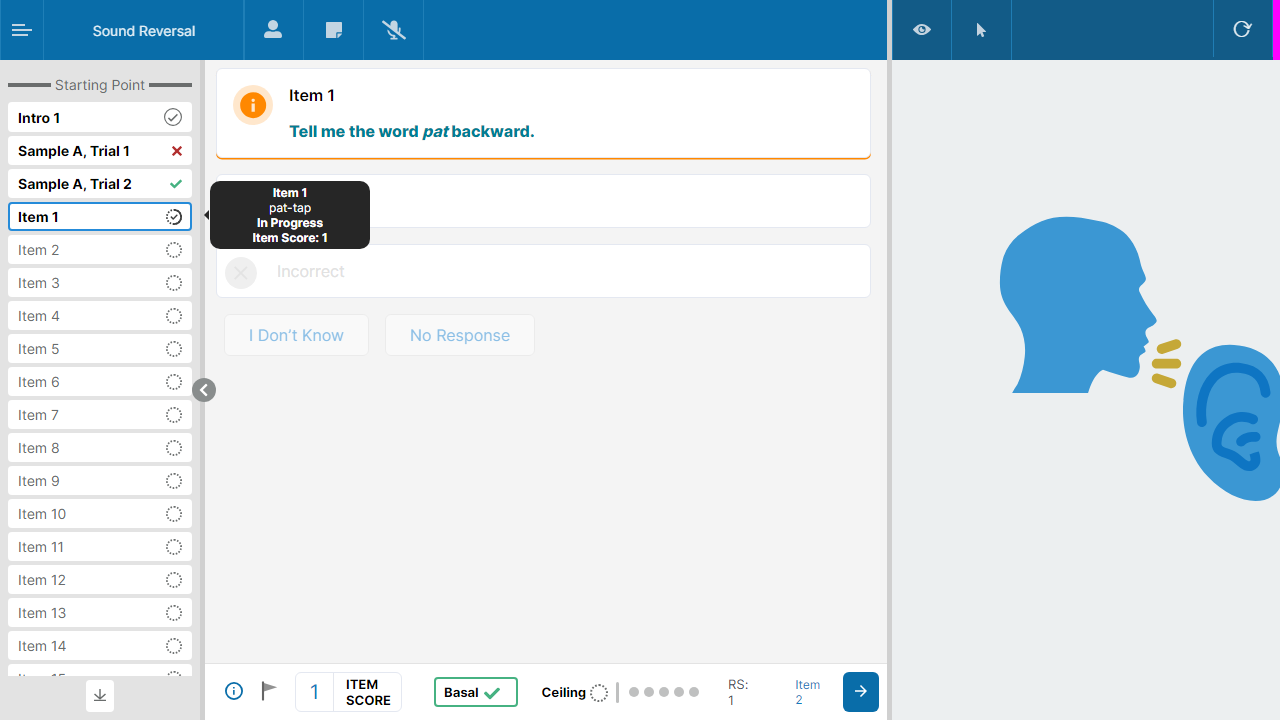 Sound Reversal
Starting Point
Intro 1
Sample A, Trial 1
Sample A, Trial 2
Item 1
Item 2
Item 3
Item 4
Item 5
Item 6
Item 7
Item 8
Item 9
Item 10
Item 11
Item 12
Item 13
Item 14
Item 1
Tell me the word pat backward.
Item 1
pat-tap
In Progress
Item Score: 1
Incorrect
I Don't Know
No Response
1
ITEM
SCORE
Basal
Ceiling
RS:
1
Item
2